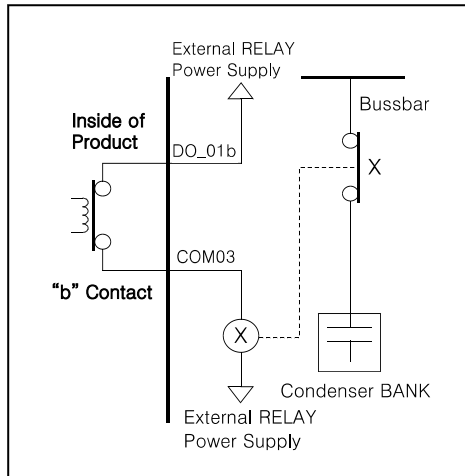 External RELAY
Power Supply
Bussbar
Inside of
Product
DO_01b
X
COM03
"b" Contact
X
Condenser BANK
External RELAY
Power Supply